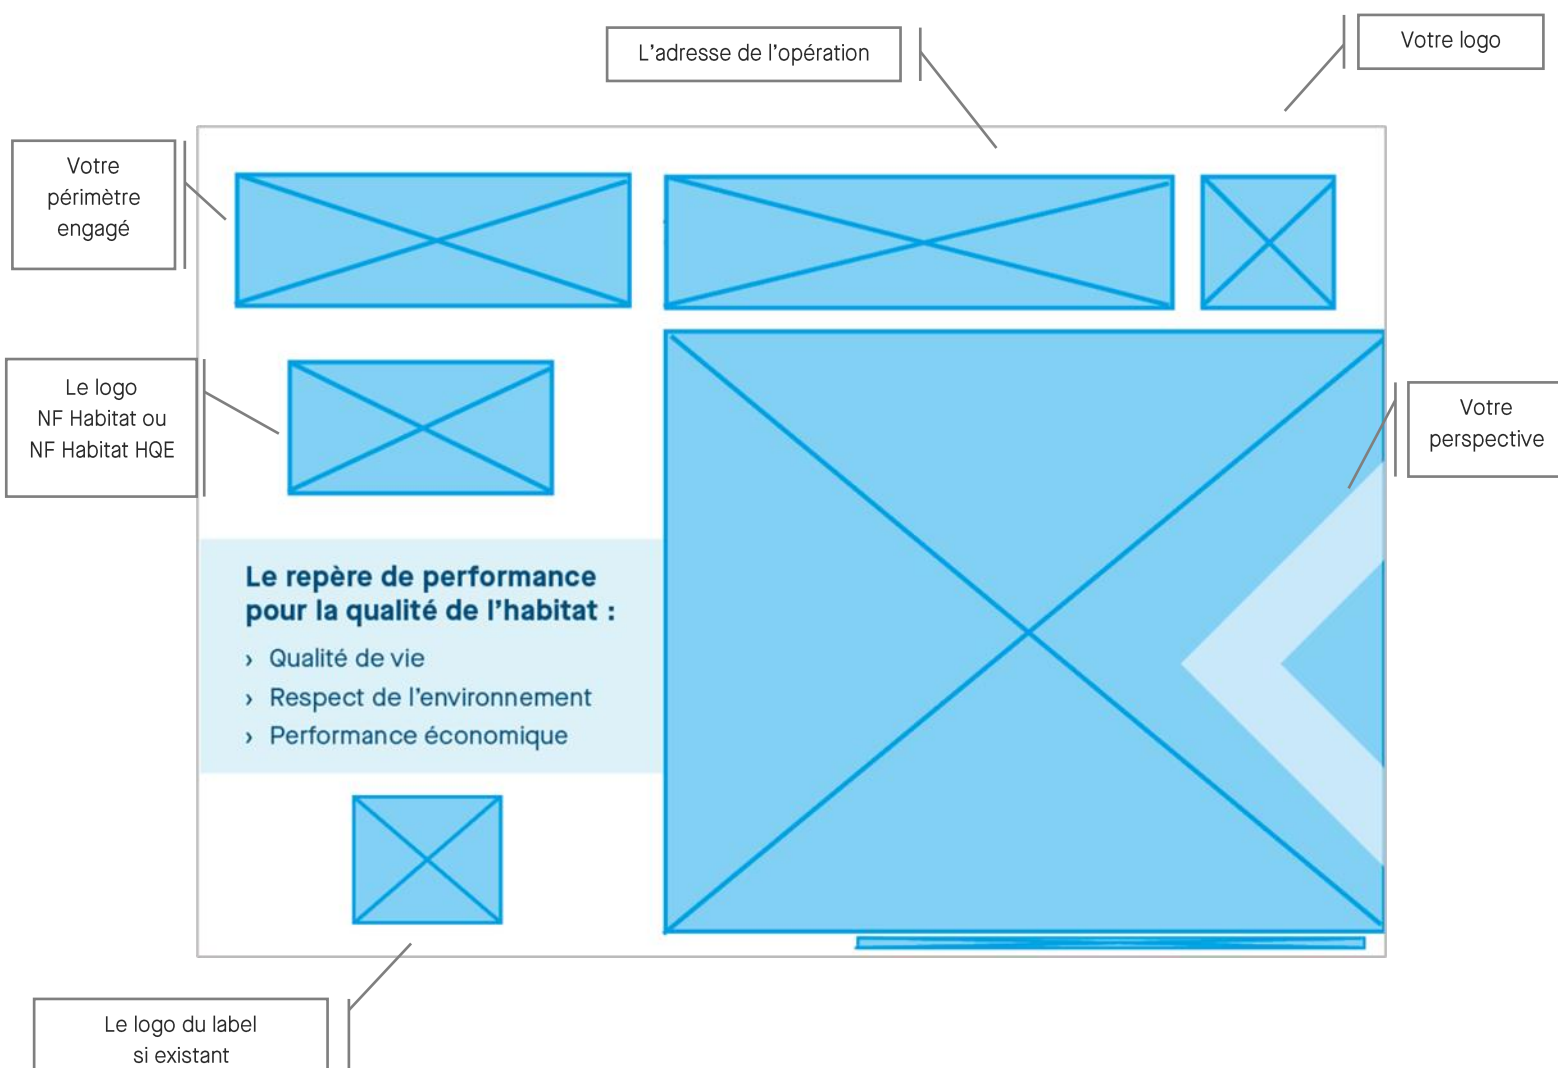 Votre logo
L'adresse de l'opération
Votre
périmètre
engagé
Le logo
NF Habitat ou
NF Habitat HQE
Votre
perspective
Le repère de performance
pour la qualité de l'habitat :
› Qualité de vie
› Respect de l'environnement
› Performance économique
Le logo du label
si existant